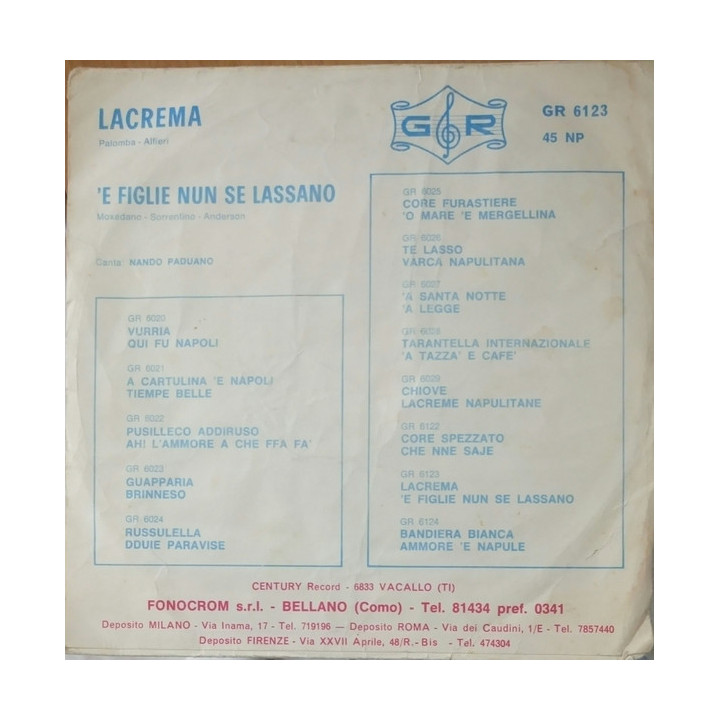 LACREMA
Palomba - Alfieri
'E FIGLIE NUN SE LASSANO
Moxedano - Sorrentino - Anderson
Canta' NANDO PADUANO
G R
GR 6123
45 NP
GR 6020
VURRIA
QUI FU NAPOLI
GR 6021
A CARTULINA 'E NAPOLI
TIEMPE BELLE
GR 6022
PUSILLECO ADDIRUSO
AH! L'AMMORE A CHE FFA FA'
GR 6023
GUAPPARIA
BRINNESO
GR 6024
RUSSULELLA
DDUIE PARAVISE
GR 6025
CORE FURASTIERE
'O MARE 'E MERGELLINA
GR 6026
TE LASSO
VARCA NAPULITANA
GR 6027
'A SANTA NOTTE
'A LEGGE
GR 6028
TARANTELLA INTERNAZIONALE
'A TAZZA' E CAFE'
GR 6029
CHIOVE
LACREME NAPULITANE
GR 6122
CORE SPEZZATO
CHE NNE SAJE
GR 6123
LACREMA
'E FIGLIE NUN SE LASSANO
GR 6124
BANDIERA BIANCA
AMMORE 'E NAPULE
CENTURY Record - 6833 VACALLO (TI)
FONOCROM s.r.l. - BELLANO (Como) - Tel. 81434 pref. 0341
Deposito MILANO - Via Inama, 17 - Tel. 719196 — Deposito ROMA - Via dei Caudini, 1/E - Tel. 7857440
Deposito FIRENZE - Via XXVII Aprile, 48/R.-Bis - Tel. 474304